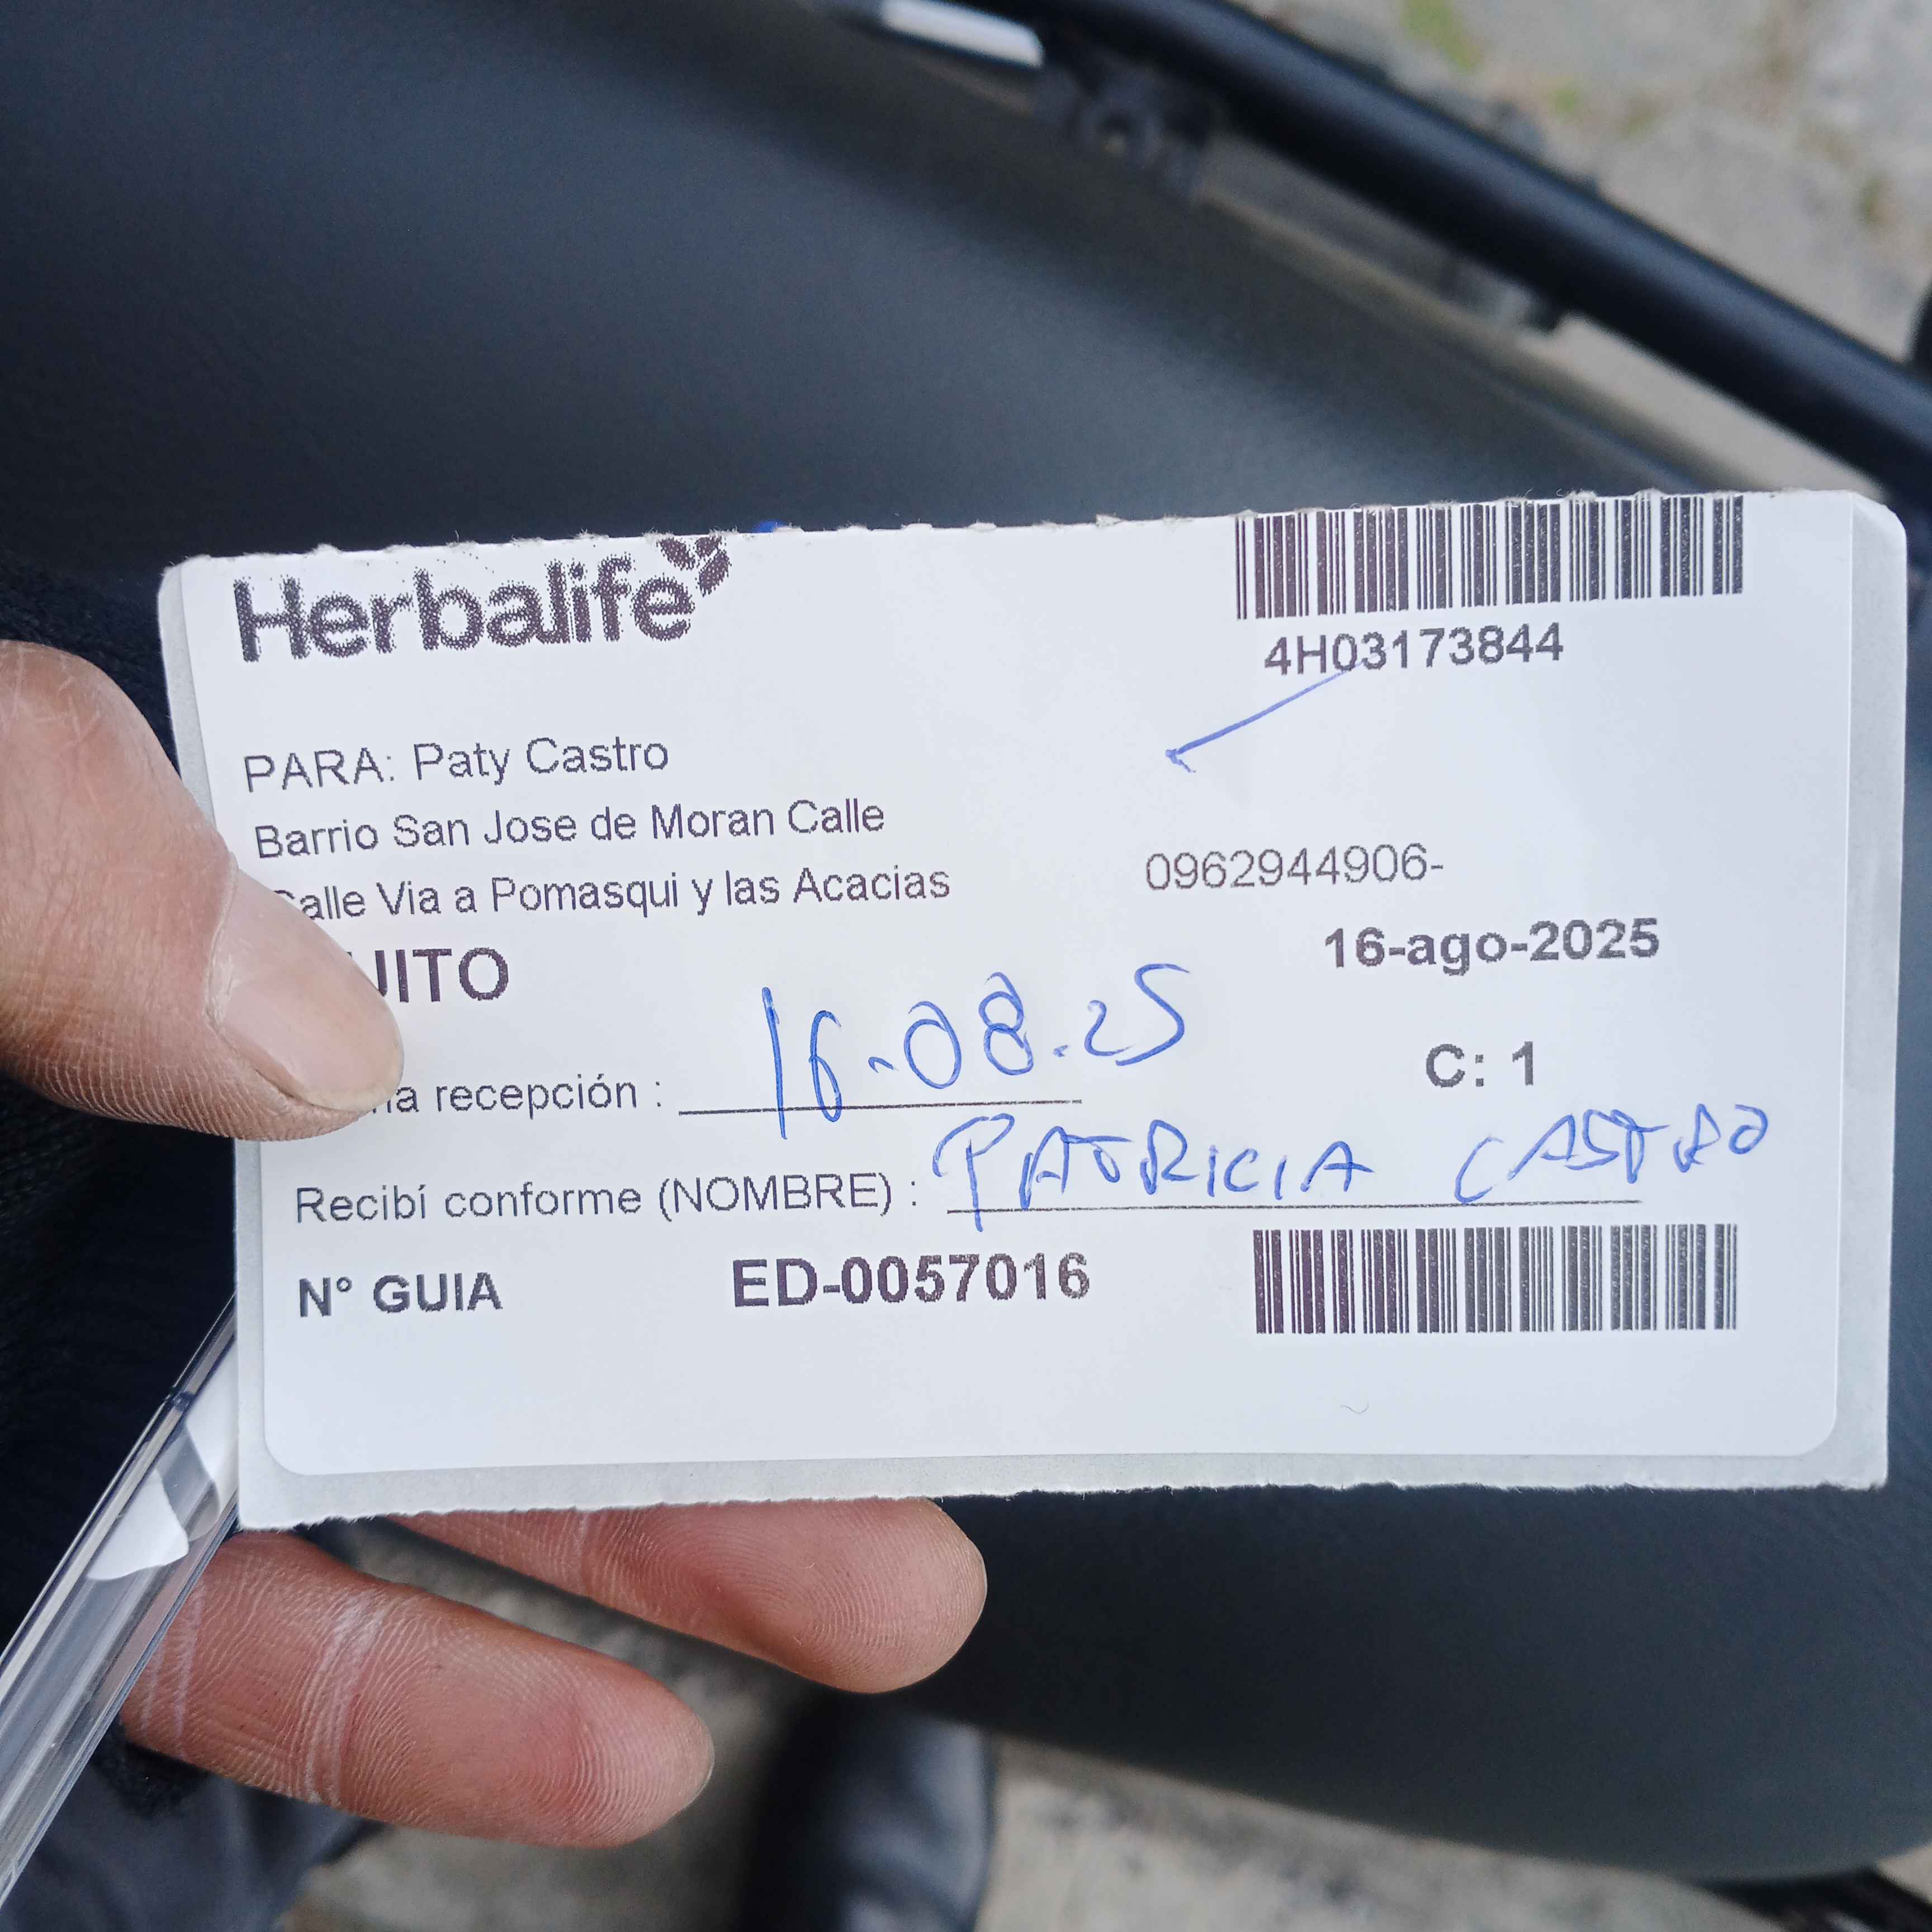 Herbalife
4H03173844
PARA: Paty Castro
Barrio San Jose de Moran Calle
alle Via a Pomasqui y las Acacias
0962944906-
UITO
16-ago-2025
recepción : 16-08.25
C: 1
Recibí conforme (NOMBRE) : PATRICIA CASTRO
N° GUIA ED-0057016